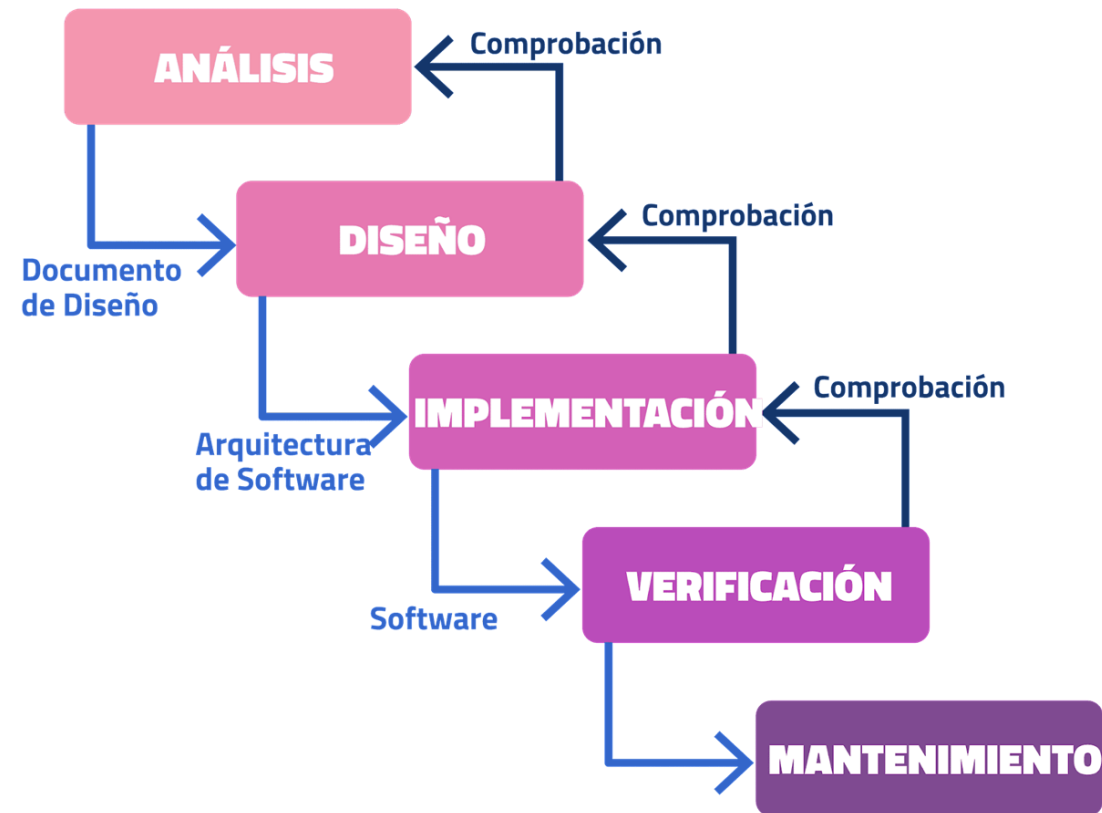 Comprobación
ANÁLISIS
Comprobación
DISEÑO
Documento
de Diseño
Comprobación
IMPLEMENTACIÓN
Arquitectura
de Software
VERIFICACIÓN
Software
MANTENIMIENTO